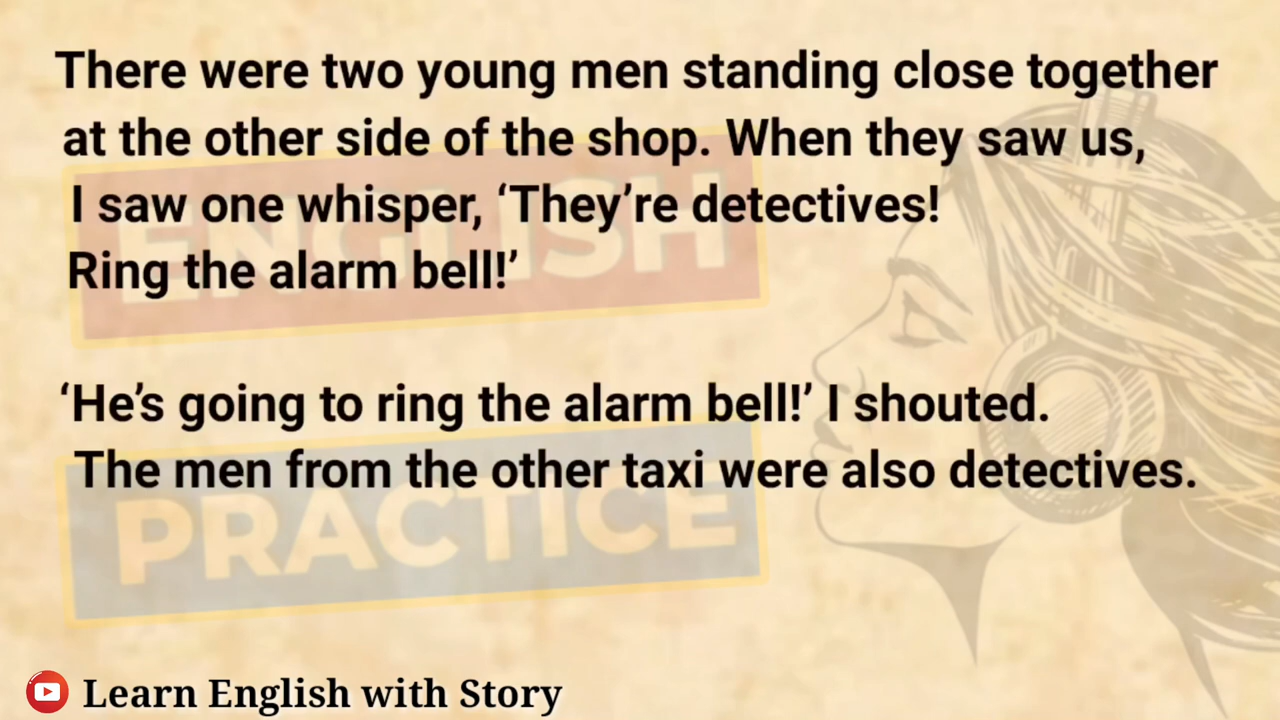 There were two young men standing close together
at the other side of the shop. When they saw us,
I saw one whisper, ‘They’re detectives!
Ring the alarm bell!’
‘He’s going to ring the alarm bell!’ I shouted.
The men from the other taxi were also detectives.
ENGLISH
PRACTICE
Learn English with Story